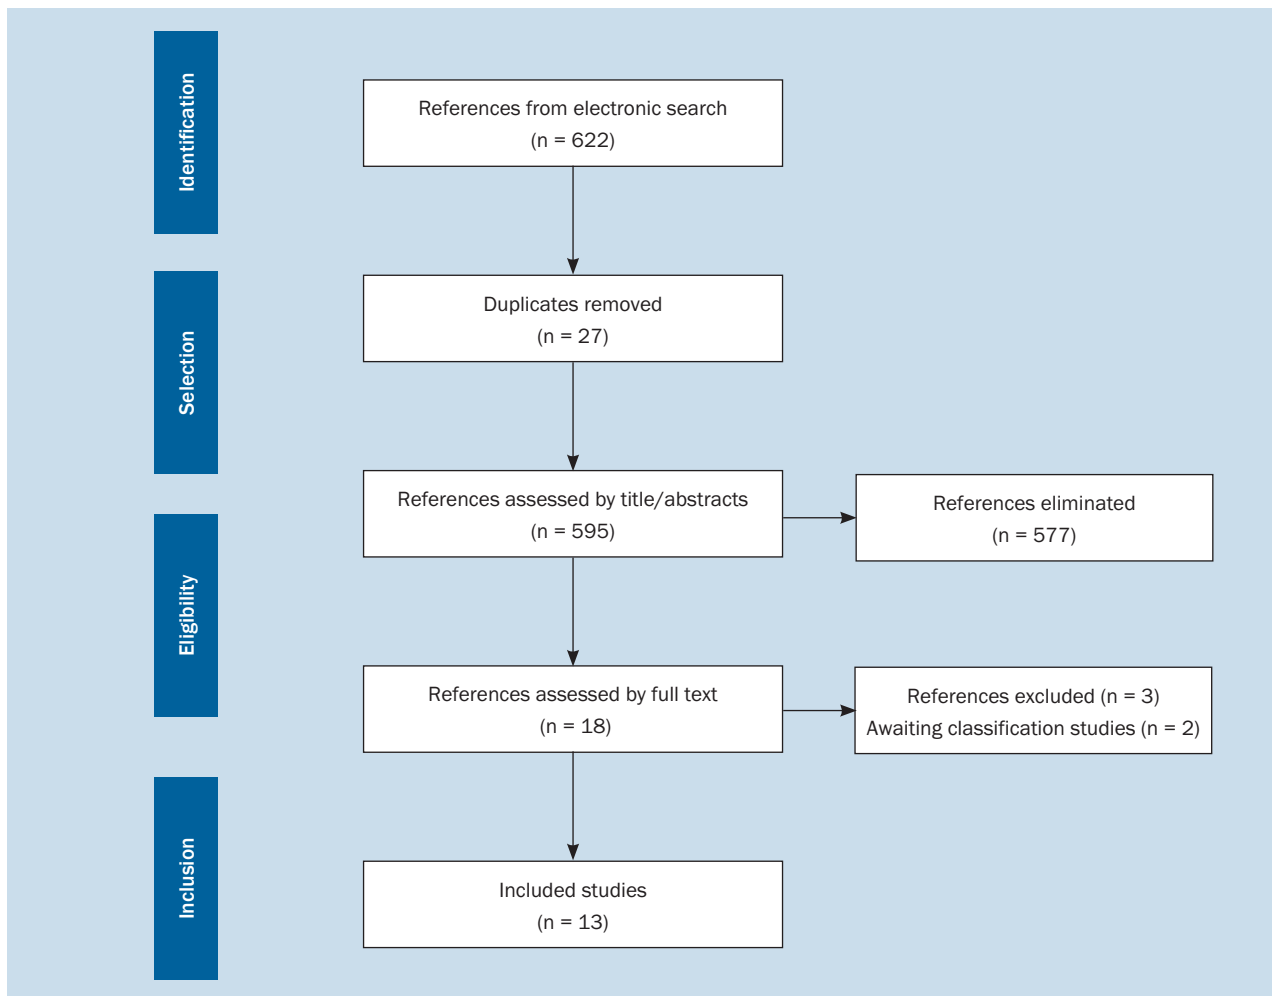 Identification
References from electronic search
(n = 622)
Selection
Duplicates removed
(n = 27)
References assessed by title/abstracts
(n = 595)
References eliminated
(n = 577)
Eligibility
References assessed by full text
(n = 18)
References excluded (n = 3)
Awaiting classification studies (n = 2)
Inclusion
Included studies
(n = 13)